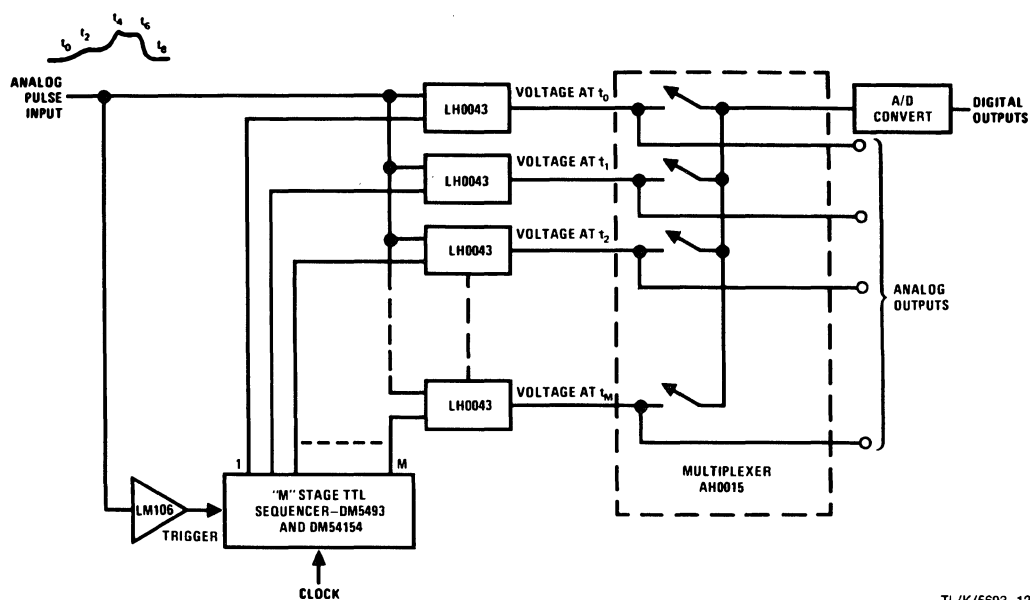 t0
t2
t4
t6
t8
ANALOG
PULSE
INPUT
LH0043
VOLTAGE AT t0
A/D
CONVERT
DIGITAL
OUTPUTS
LH0043
VOLTAGE AT t1
LH0043
VOLTAGE AT t2
ANALOG
OUTPUTS
LH0043
VOLTAGE AT tM
1
M
MULTIPLEXER
AH0015
LM106
TRIGGER
"M" STAGE TTL
SEQUENCER–DM5493
AND DM54154
CLOCK